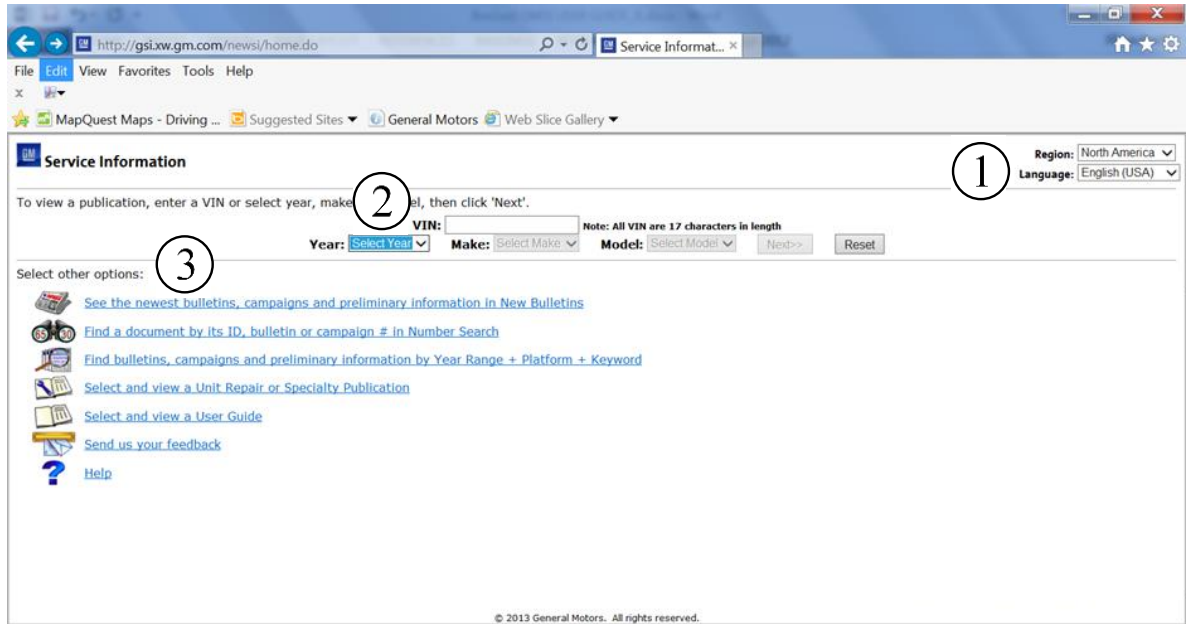 http://gsi.xw.gm.com/newsi/home.do Service Informat... ×
File Edit View Favorites Tools Help
x
MapQuest Maps - Driving ... Suggested Sites General Motors Web Slice Gallery
GM Service Information
Region: North America
1
Language: English (USA)
To view a publication, enter a VIN or select year, make el, then click 'Next'.
2
VIN: Note: All VIN are 17 characters in length
Year: Select Year Make: Select Make Model: Select Model Next>> Reset
3
Select other options:
See the newest bulletins, campaigns and preliminary information in New Bulletins
65 30 Find a document by its ID, bulletin or campaign # in Number Search
Find bulletins, campaigns and preliminary information by Year Range + Platform + Keyword
Select and view a Unit Repair or Specialty Publication
Select and view a User Guide
Send us your feedback
? Help
© 2013 General Motors. All rights reserved.